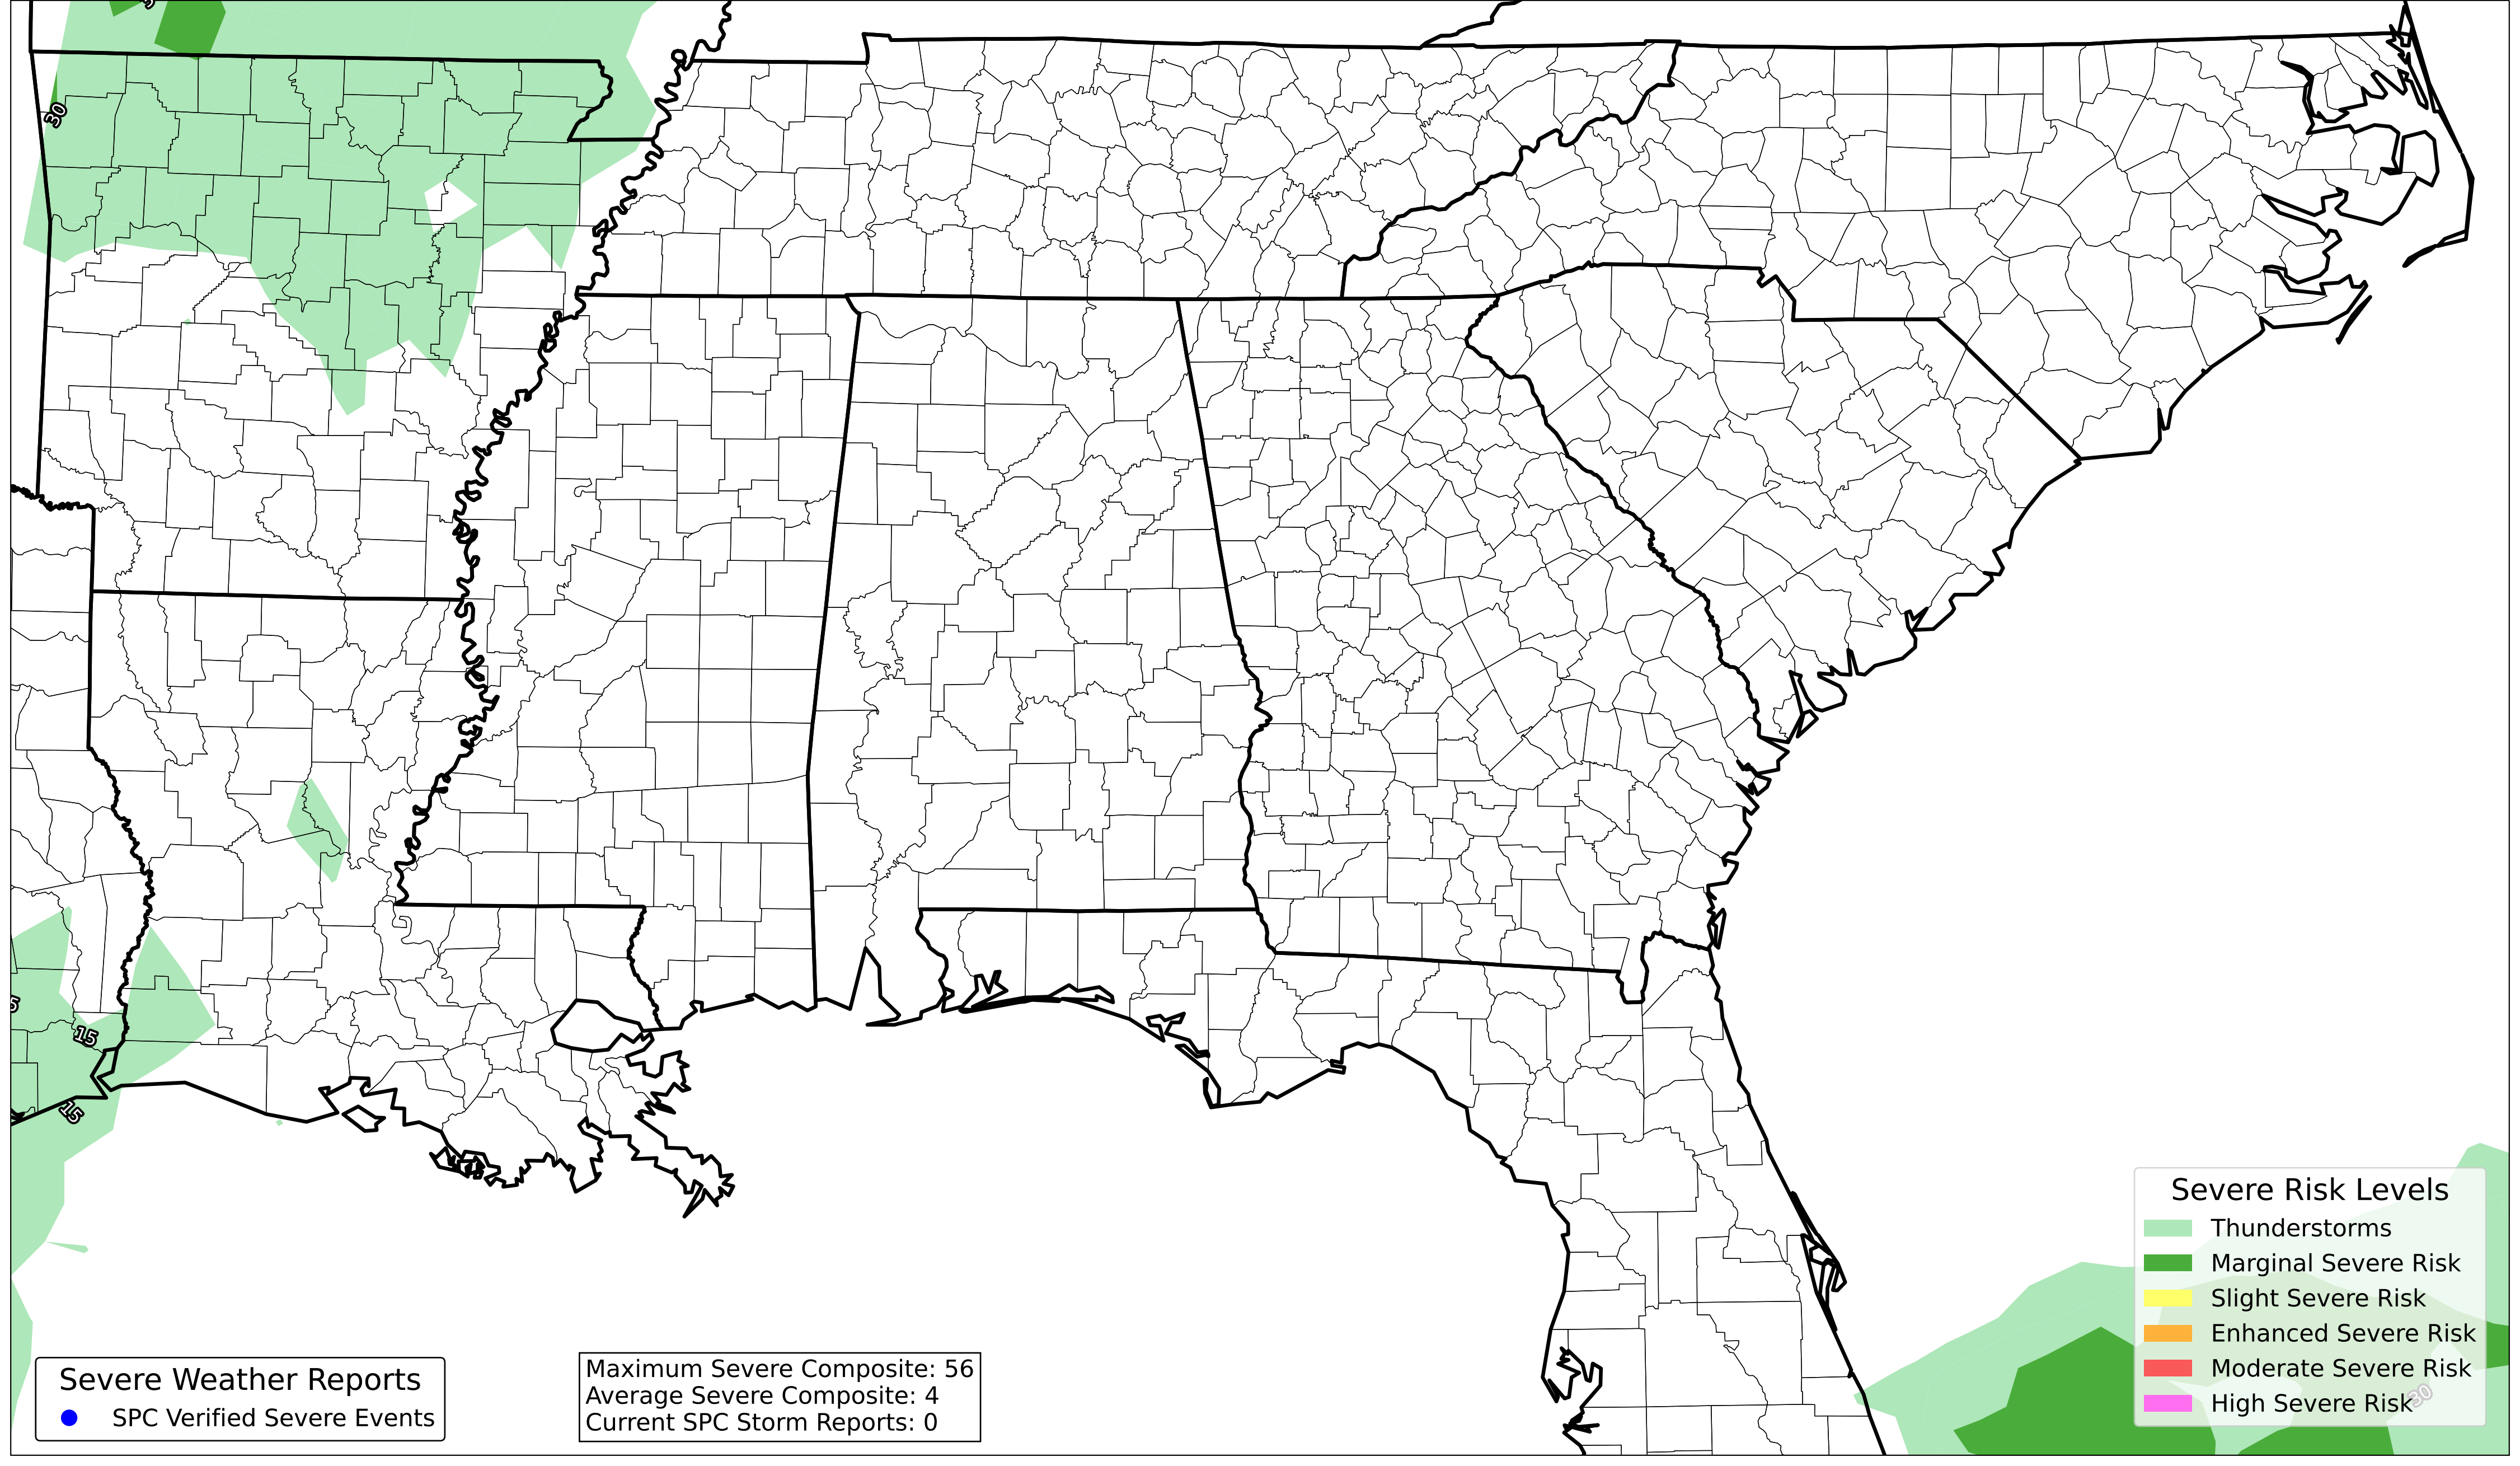 30
15
15
Severe Risk Levels
Thunderstorms
Marginal Severe Risk
Slight Severe Risk
Enhanced Severe Risk
Moderate Severe Risk
High Severe Risk
30
Severe Weather Reports
SPC Verified Severe Events
Maximum Severe Composite: 56
Average Severe Composite: 4
Current SPC Storm Reports: 0